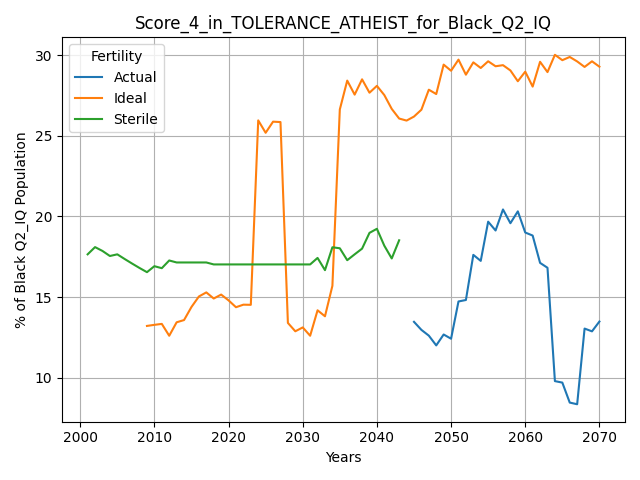 Score_4_in_TOLERANCE_ATHEIST_for_Black_Q2_IQ
Fertility
Actual
Ideal
Sterile
% of Black Q2_IQ Population
30
25
20
15
10
2000 2010 2020 2030 2040 2050 2060 2070
Years